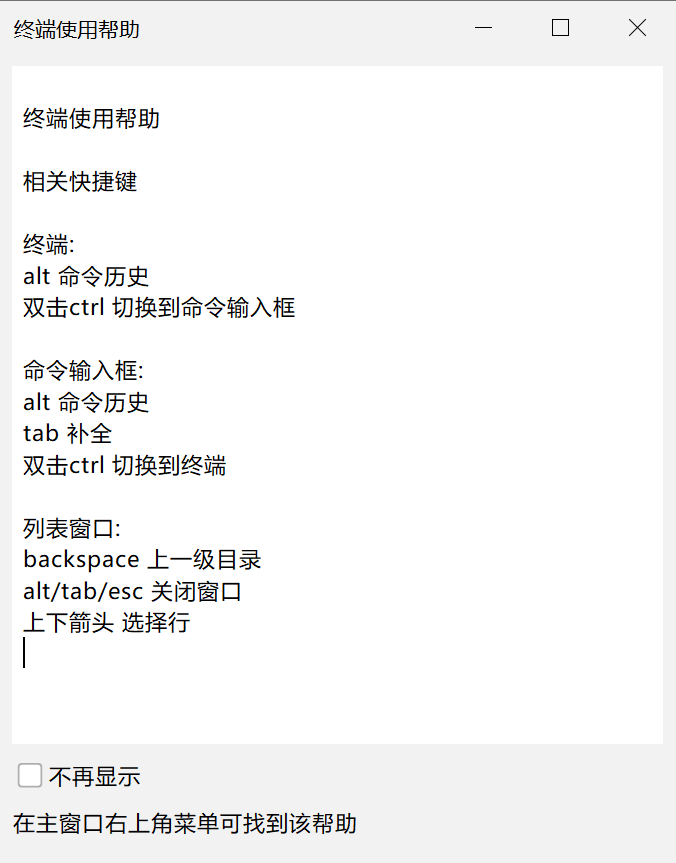 终端使用帮助
终端使用帮助
相关快捷键
终端:
alt 命令历史
双击ctrl 切换到命令输入框
命令输入框:
alt 命令历史
tab 补全
双击ctrl 切换到终端
列表窗口:
backspace 上一级目录
alt/tab/esc 关闭窗口
上下箭头 选择行
不再显示
在主窗口右上角菜单可找到该帮助